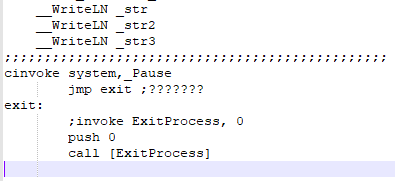 __WriteLN _str
__WriteLN _str2
__WriteLN _str3
;;;;;;;;;;;;;;;;;;;;;;;;;;;;;;;;;;;;;;;;;;;;;;;;
cinvoke system,_Pause
jmp exit ;???????
exit:
;invoke ExitProcess, 0
push 0
call [ExitProcess]